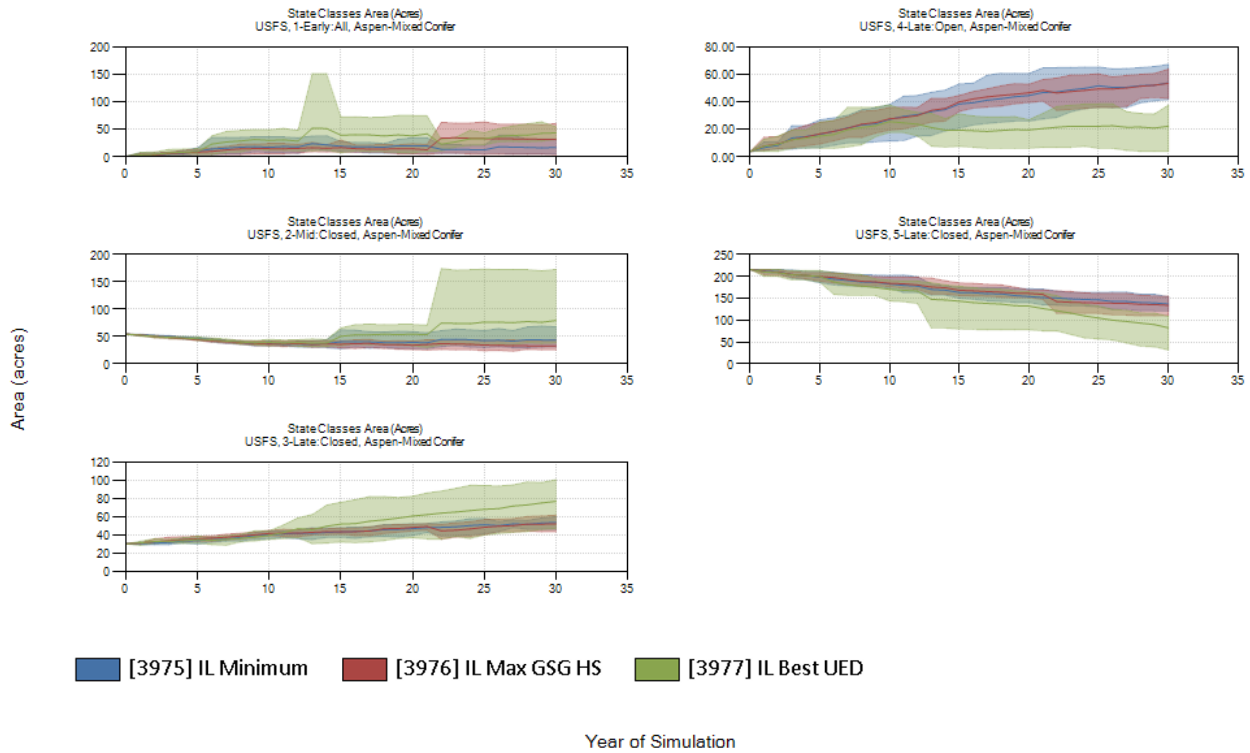 State Classes Area (Acres)
USFS, 1-Early: All, Aspen-Mixed Conifer
200
150
100
50
0
0 5 10 15 20 25 30 35
State Classes Area (Acres)
USFS, 4-Late: Open, Aspen-Mixed Conifer
80.00
60.00
40.00
20.00
0.00
0 5 10 15 20 25 30 35
State Classes Area (Acres)
USFS, 2-Mid: Closed, Aspen-Mixed Conifer
200
150
100
50
0
0 5 10 15 20 25 30 35
State Classes Area (Acres)
USFS, 5-Late: Closed, Aspen-Mixed Conifer
250
200
150
100
50
0
0 5 10 15 20 25 30 35
State Classes Area (Acres)
USFS, 3-Late: Closed, Aspen-Mixed Conifer
120
100
80
60
40
20
0
0 5 10 15 20 25 30 35
Area (acres)
[3975] IL Minimum [3976] IL Max GSG HS [3977] IL Best UED
Year of Simulation